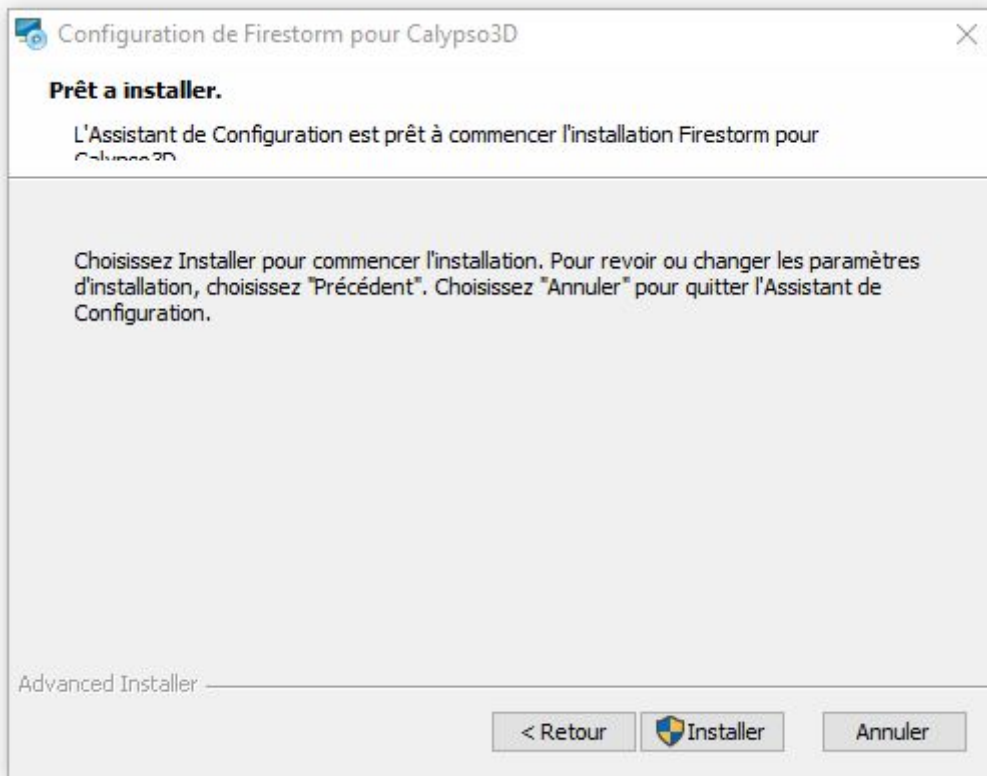 Configuration de Firestorm pour Calypso3D
Prêt a installer.
L'Assistant de Configuration est prêt à commencer l'installation Firestorm pour
Calypso3D
Choisissez Installer pour commencer l'installation. Pour revoir ou changer les paramètres
d'installation, choisissez "Précédent". Choisissez "Annuler" pour quitter l'Assistant de
Configuration.
Advanced Installer
< Retour
Installer
Annuler